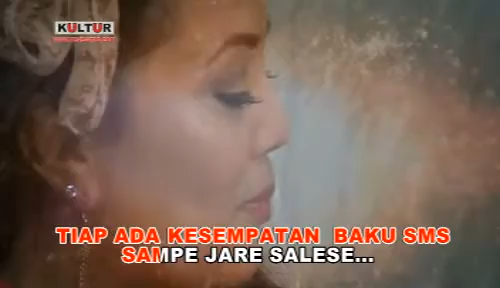 KULTUR
TIAP ADA KESEMPATAN BAKU SMS
SAMPE JARE SALESE...